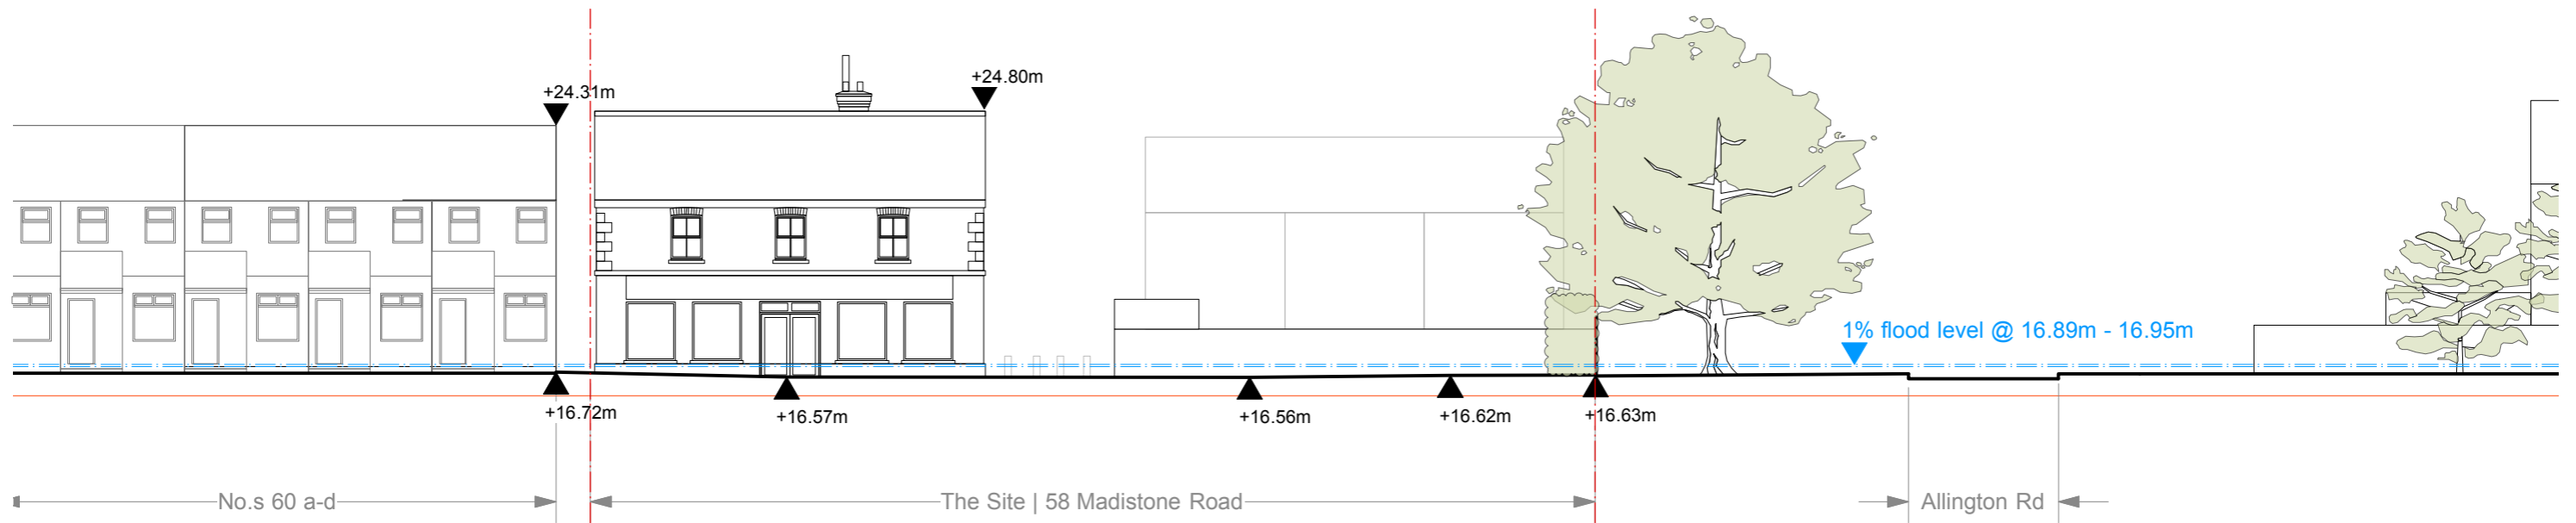 +24.31m
+24.80m
1% flood level @ 16.89m - 16.95m
+16.72m
+16.57m
+16.56m
+16.62m
+16.63m
No.s 60 a-d
The Site | 58 Madistone Road
Allington Rd